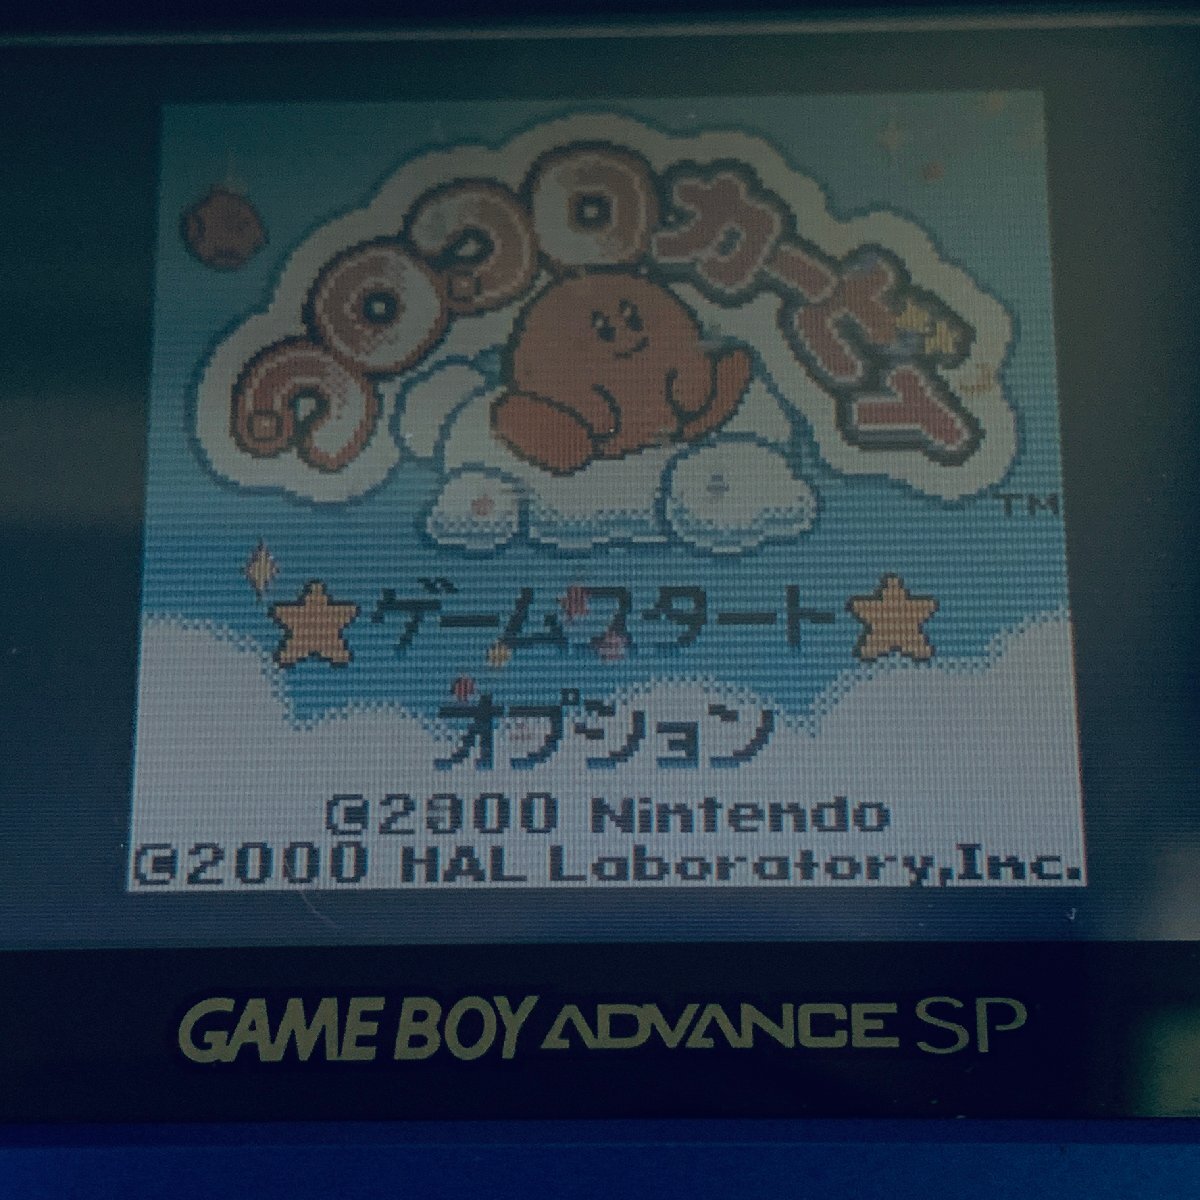 コロコロカービィ
TM
ゲームスタート
オプション
©2000 Nintendo
©2000 HAL Laboratory,Inc.
GAME BOY ADVANCE SP